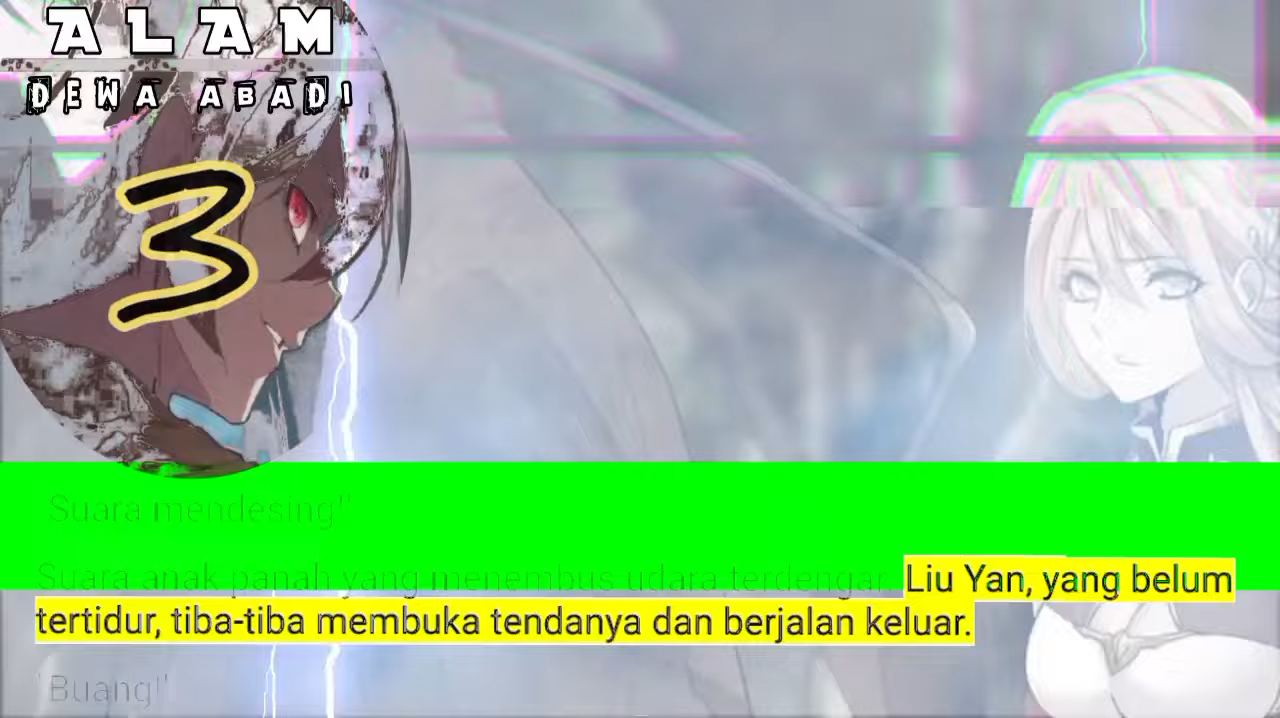 ALAM
DEWA ABADI
3
"Suara mendesing!"
Suara anak panah yang menembus udara terdengar. Liu Yan, yang belum
tertidur, tiba-tiba membuka tendanya dan berjalan keluar.
"Buang!"